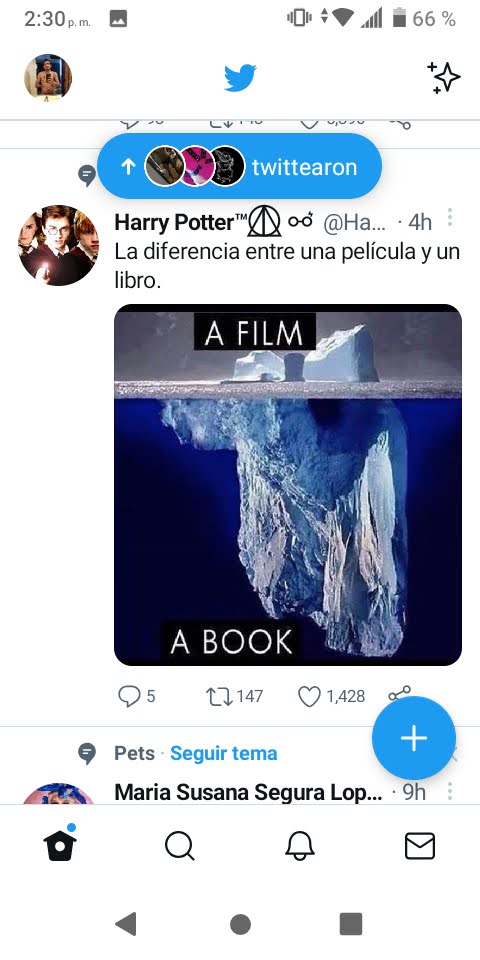 2:30 p. m.
66 %
twittearon
Harry Potter™ @Ha... · 4h
La diferencia entre una película y un
libro.
A FILM
A BOOK
5 147 1,428
Pets · Seguir tema
Maria Susana Segura Lop... · 9h